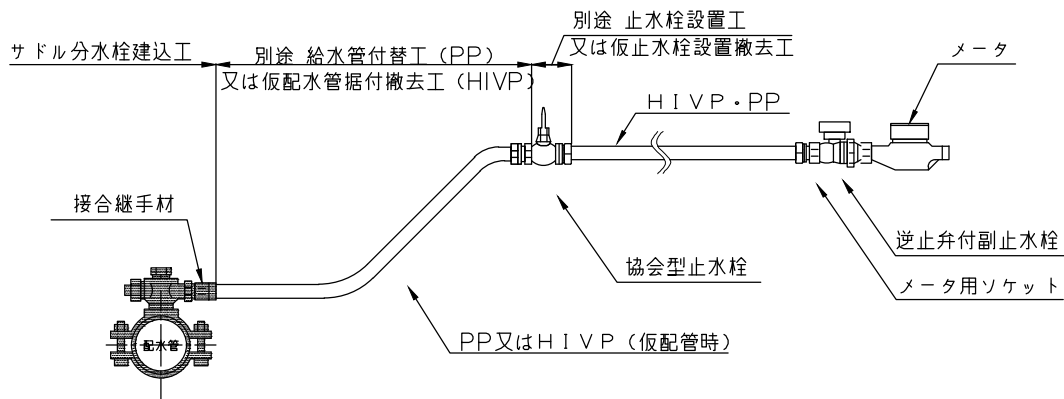 サドル分水栓建込工
別途 給水管付替工（PP）
又は仮配水管据付撤去工（HIVP）
別途 止水栓設置工
又は仮止水栓設置撤去工
メータ
ＨＩＶＰ・PP
接合継手材
協会型止水栓
逆止弁付副止水栓
メータ用ソケット
配水管
PP又はＨＩＶＰ（仮配管時）